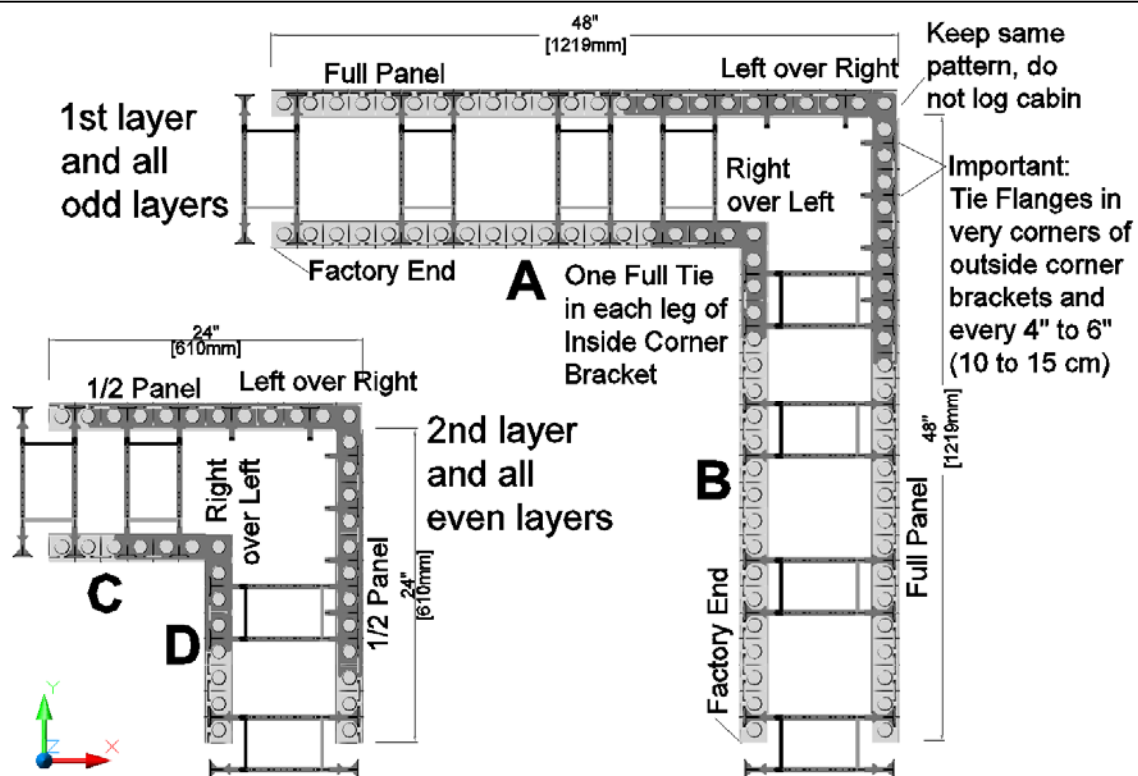 48"
[1219mm]
Full Panel
Left over Right
Keep same
pattern, do
not log cabin
1st layer
and all
odd layers
Right
over Left
Important:
Tie Flanges in
very corners of
outside corner
brackets and
every 4" to 6"
(10 to 15 cm)
Factory End
A
One Full Tie
in each leg of
Inside Corner
Bracket
24"
[610mm]
1/2 Panel
Left over Right
2nd layer
and all
even layers
Right
over Left
C
D
1/2 Panel
24"
[610mm]
B
48"
[1219mm]
Full Panel
Factory End
Y
Z
X